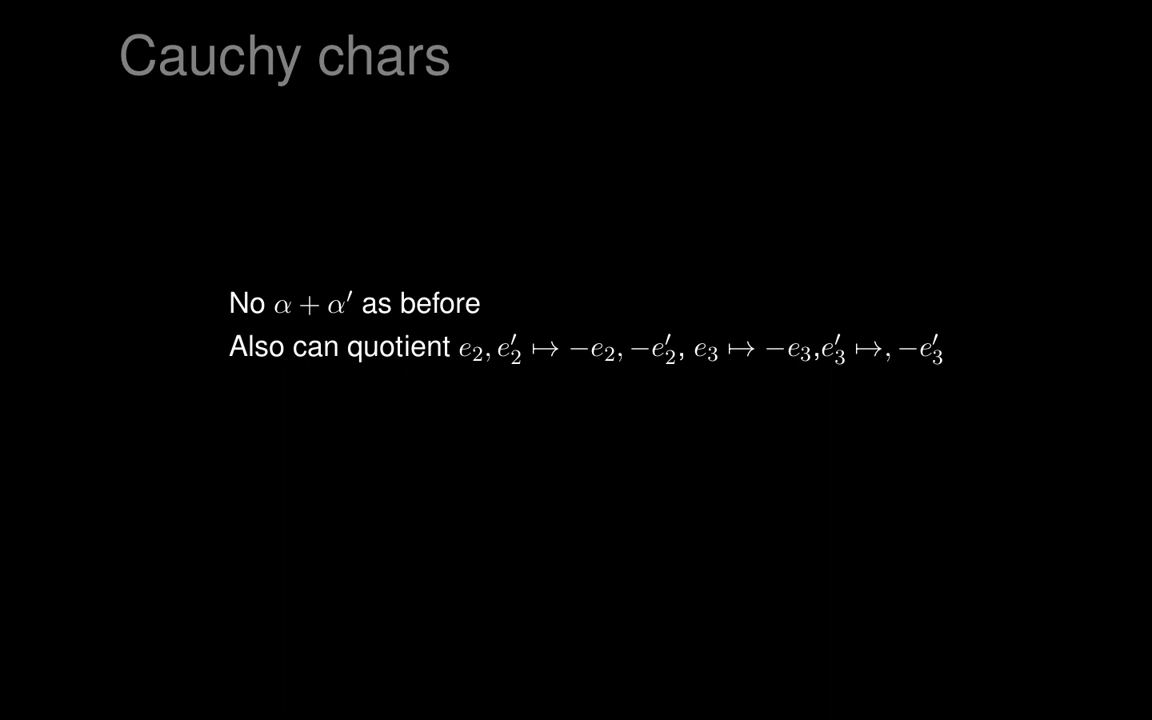 Cauchy chars
No α + α′ as before
Also can quotient e₂, e′₂ ↦ −e₂, −e′₂, e₃ ↦ −e₃,e′₃ ↦, −e′₃